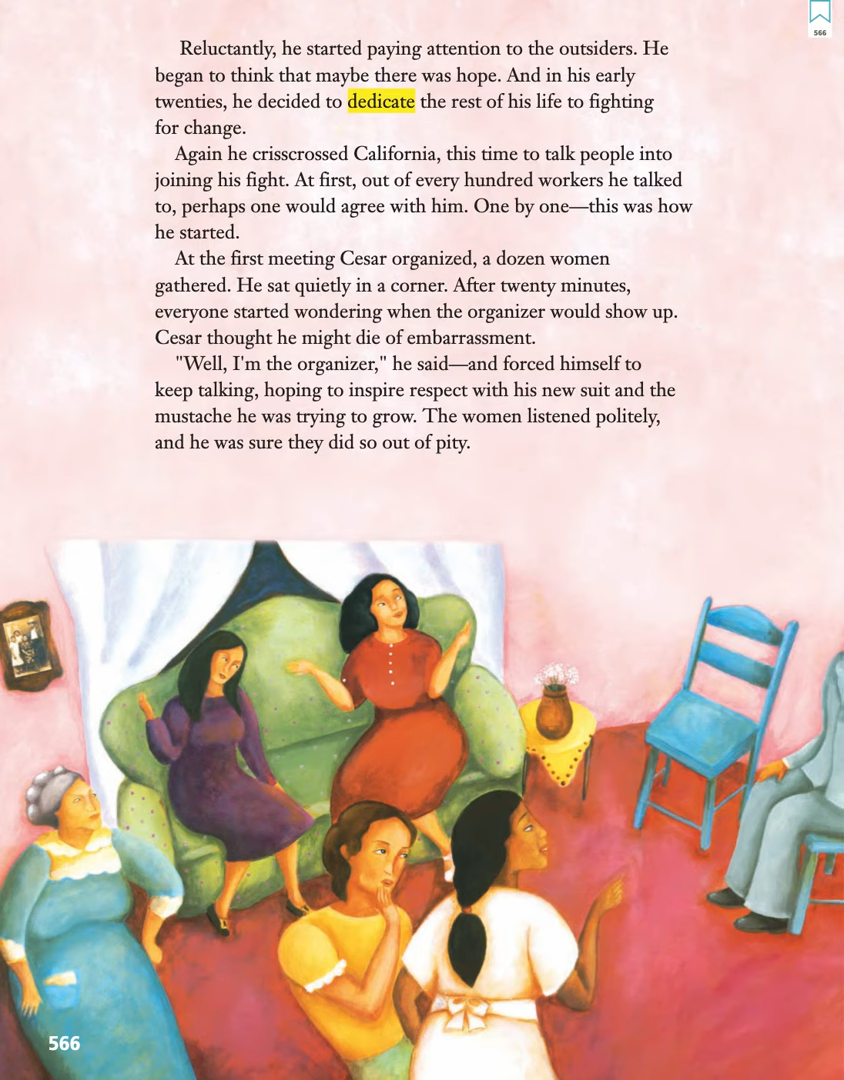 566
Reluctantly, he started paying attention to the outsiders. He
began to think that maybe there was hope. And in his early
twenties, he decided to dedicate the rest of his life to fighting
for change.
Again he crisscrossed California, this time to talk people into
joining his fight. At first, out of every hundred workers he talked
to, perhaps one would agree with him. One by one—this was how
he started.
At the first meeting Cesar organized, a dozen women
gathered. He sat quietly in a corner. After twenty minutes,
everyone started wondering when the organizer would show up.
Cesar thought he might die of embarrassment.
"Well, I'm the organizer," he said—and forced himself to
keep talking, hoping to inspire respect with his new suit and the
mustache he was trying to grow. The women listened politely,
and he was sure they did so out of pity.
566